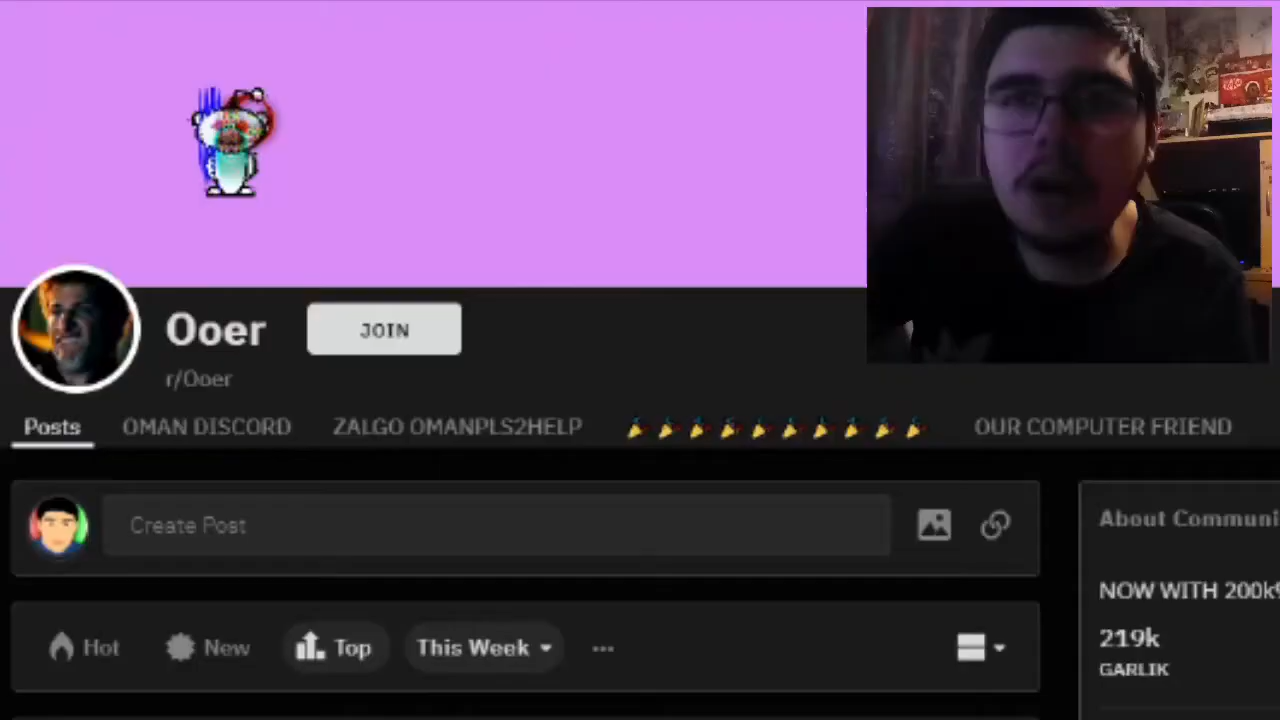 Ooer
JOIN
r/Ooer
Posts
OMAN DISCORD
ZALGO OMANPLS2HELP
🎉🎉🎉🎉🎉🎉🎉🎉🎉🎉
OUR COMPUTER FRIEND
Create Post
About Communi
Hot
New
Top
This Week
...
NOW WITH 200k
219k
GARLIK